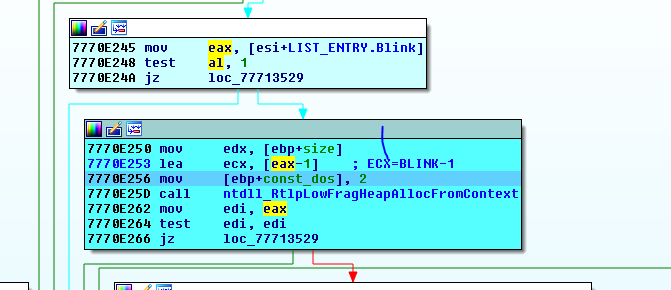 7770E245 mov eax, [esi+LIST_ENTRY.Blink]
7770E248 test al, 1
7770E24A jz loc_77713529
7770E250 mov edx, [ebp+size]
7770E253 lea ecx, [eax-1] ; ECX=BLINK-1
7770E256 mov [ebp+const_dos], 2
7770E25D call ntdll_RtlpLowFragHeapAllocFromContext
7770E262 mov edi, eax
7770E264 test edi, edi
7770E266 jz loc_77713529